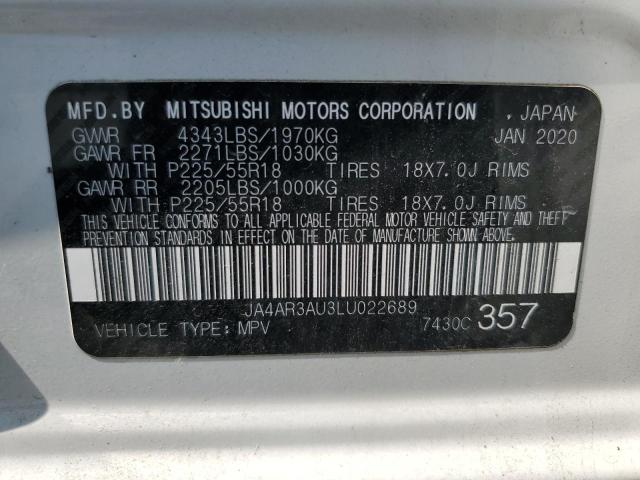 MFD.BY MITSUBISHI MOTORS CORPORATION , JAPAN
GVWR 4343LBS/1970KG JAN 2020
GAWR FR 2271LBS/1030KG
WITH P225/55R18 TIRES 18X7.0J RIMS
GAWR RR 2205LBS/1000KG
WITH P225/55R18 TIRES 18X7.0J RIMS
THIS VEHICLE CONFORMS TO ALL APPLICABLE FEDERAL MOTOR VEHICLE SAFETY AND THEFT
PREVENTION STANDARDS IN EFFECT ON THE DATE OF MANUFACTURE SHOWN ABOVE.
JA4AR3AU3LU022689
VEHICLE TYPE: MPV 7430C 357